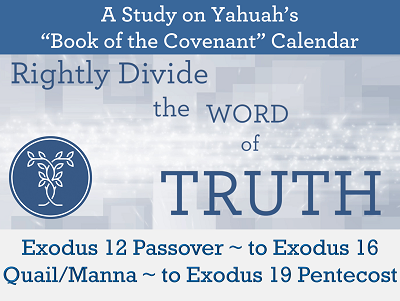 A Study on Yahuah's
“Book of the Covenant” Calendar
Rightly Divide
the WORD
of
TRUTH
Exodus 12 Passover ~ to Exodus 16
Quail/Manna ~ to Exodus 19 Pentecost